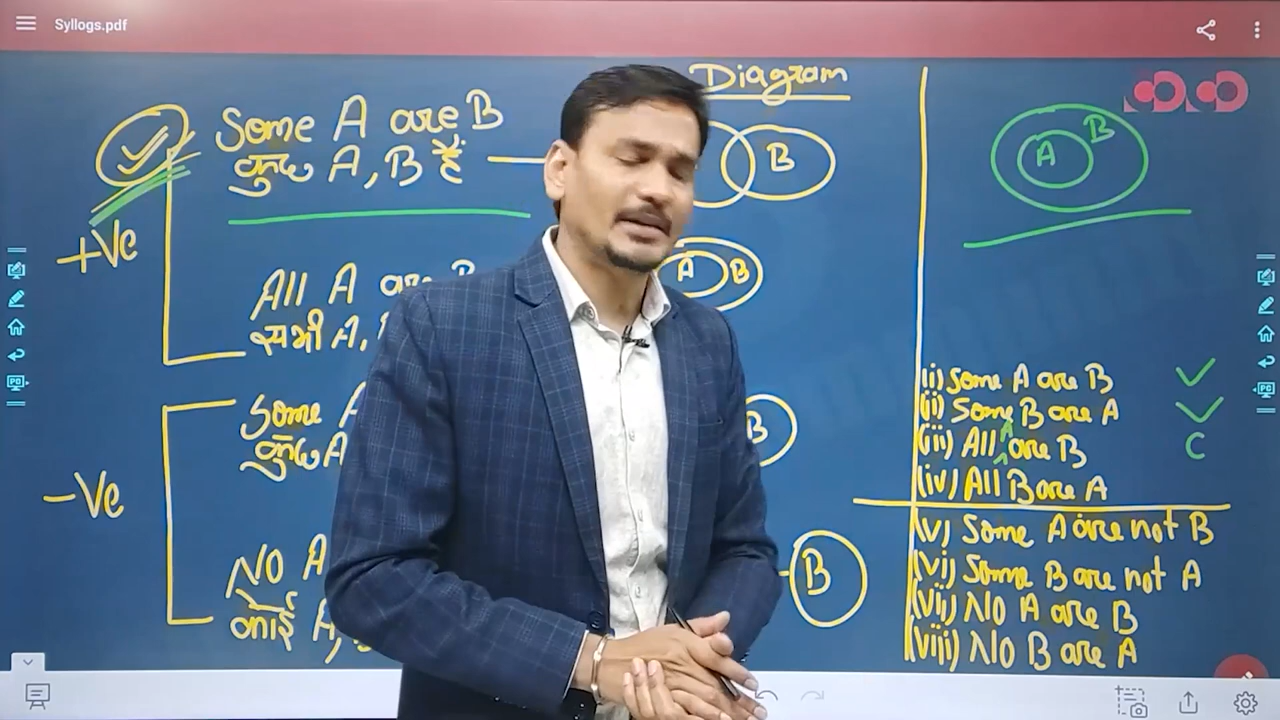 Syllogs.pdf
Diagram
Some A are B
कुछ A, B हैं
B
A B
+Ve
All A are B
सभी A,
A B
(i) Some A are B
(ii) Some B are A
(iii) All A are B C
(iv) All B are A
Some A
कुछ A
B
-Ve
(v) Some A are not B
(vi) Some B are not A
(vii) NO A are B
(viii) NO B are A
NO A
कोई A,
B